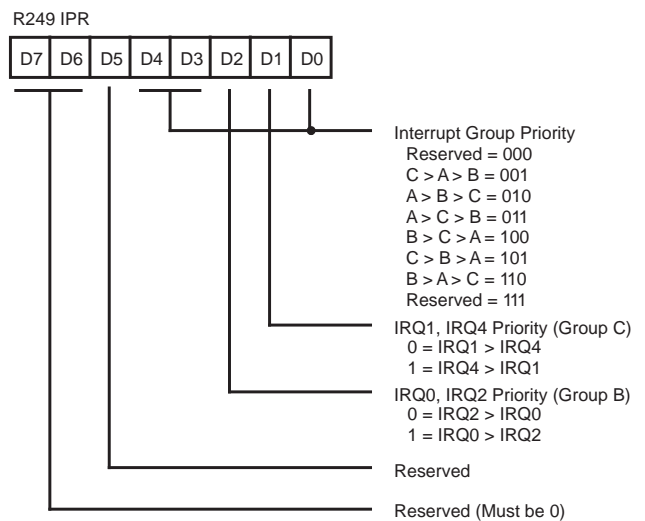 R249 IPR
D7 D6 D5 D4 D3 D2 D1 D0
Interrupt Group Priority
Reserved = 000
C > A > B = 001
A > B > C = 010
A > C > B = 011
B > C > A = 100
C > B > A = 101
B > A > C = 110
Reserved = 111
IRQ1, IRQ4 Priority (Group C)
0 = IRQ1 > IRQ4
1 = IRQ4 > IRQ1
IRQ0, IRQ2 Priority (Group B)
0 = IRQ2 > IRQ0
1 = IRQ0 > IRQ2
Reserved
Reserved (Must be 0)